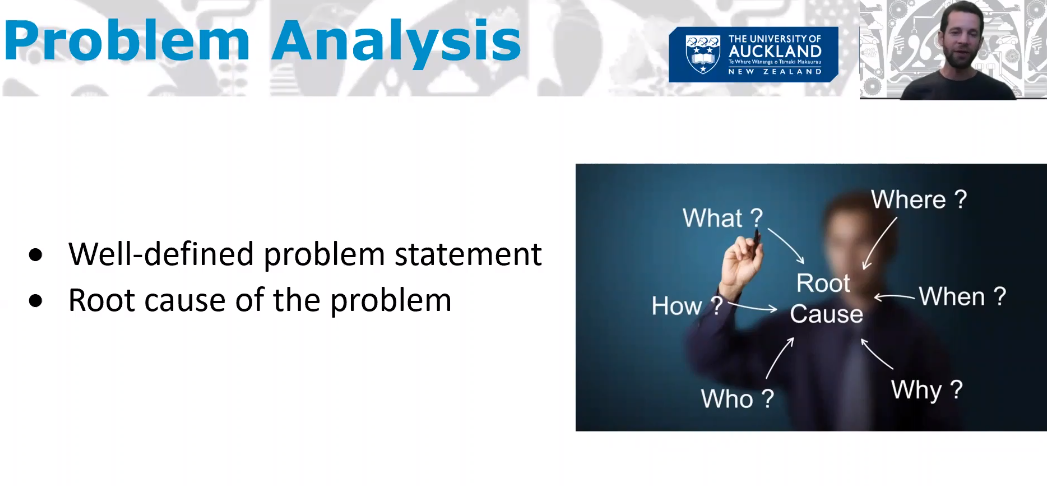 Problem Analysis
THE UNIVERSITY OF
AUCKLAND
Te Whare Wānanga o Tāmaki Makaurau
NEW ZEALAND
● Well-defined problem statement
● Root cause of the problem
What ?
Where ?
Root
Cause
How ?
When ?
Who ?
Why ?